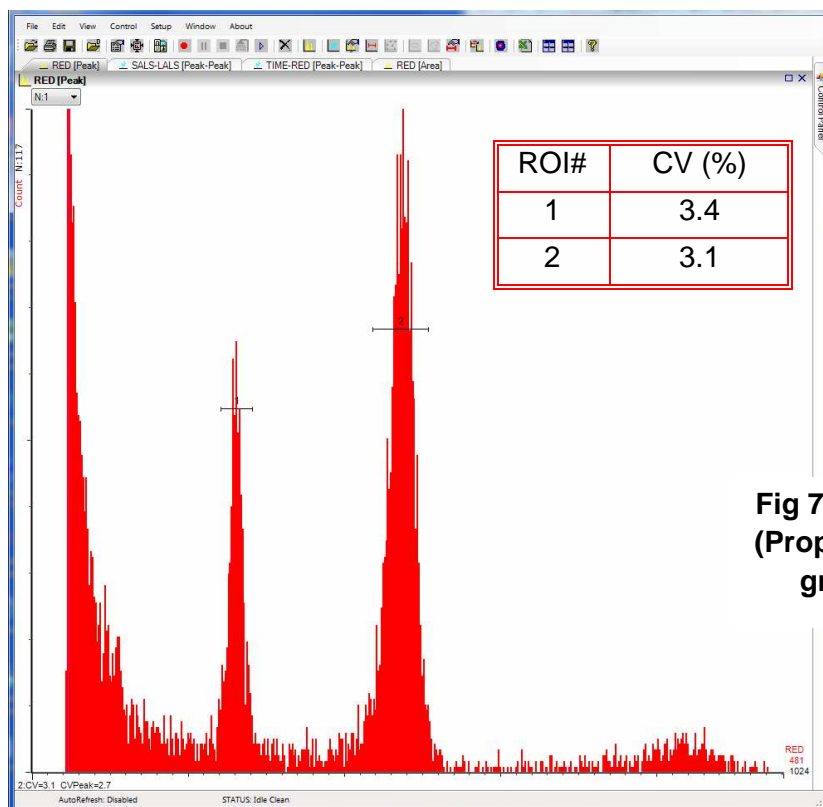 File Edit View Control Setup Window About
RED [Peak] SALS-LALS [Peak-Peak] TIME-RED [Peak-Peak] RED [Area]
RED [Peak]
N:1
Control Panel
Count N:117
ROI# CV (%)
1 3.4
2 3.1
2
1
Fig 7
(Prop
gr
RED
481
1024
2:CV=3.1 CVPeak=2.7
AutoRefresh: Disabled STATUS: Idle Clean